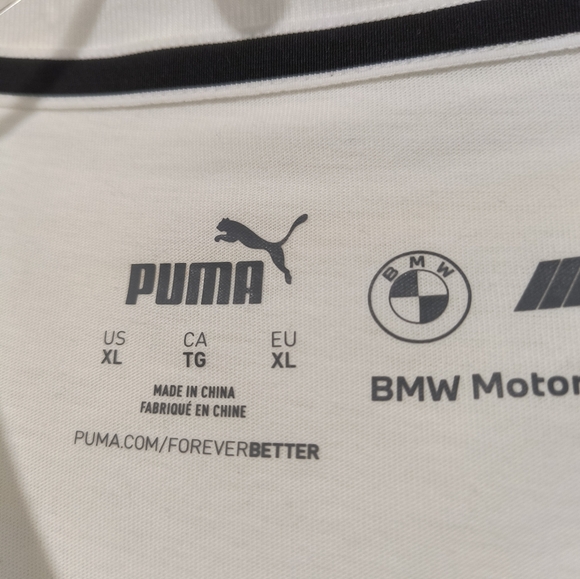 PUMA
US CA EU
XL TG XL
MADE IN CHINA
FABRIQUÉ EN CHINE
PUMA.COM/FOREVERBETTER
BMW
BMW Motor